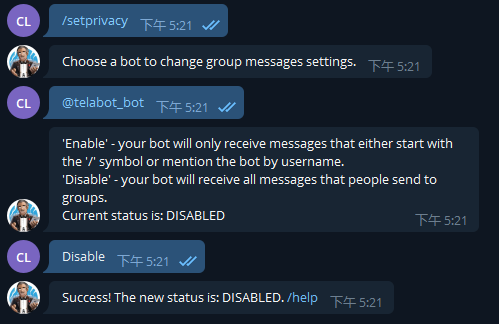 CL
/setprivacy 下午 5:21
Choose a bot to change group messages settings. 下午 5:21
CL
@telabot_bot 下午 5:21
'Enable' - your bot will only receive messages that either start with
the '/' symbol or mention the bot by username.
'Disable' - your bot will receive all messages that people send to
groups.
Current status is: DISABLED 下午 5:21
CL
Disable 下午 5:21
Success! The new status is: DISABLED. /help 下午 5:21